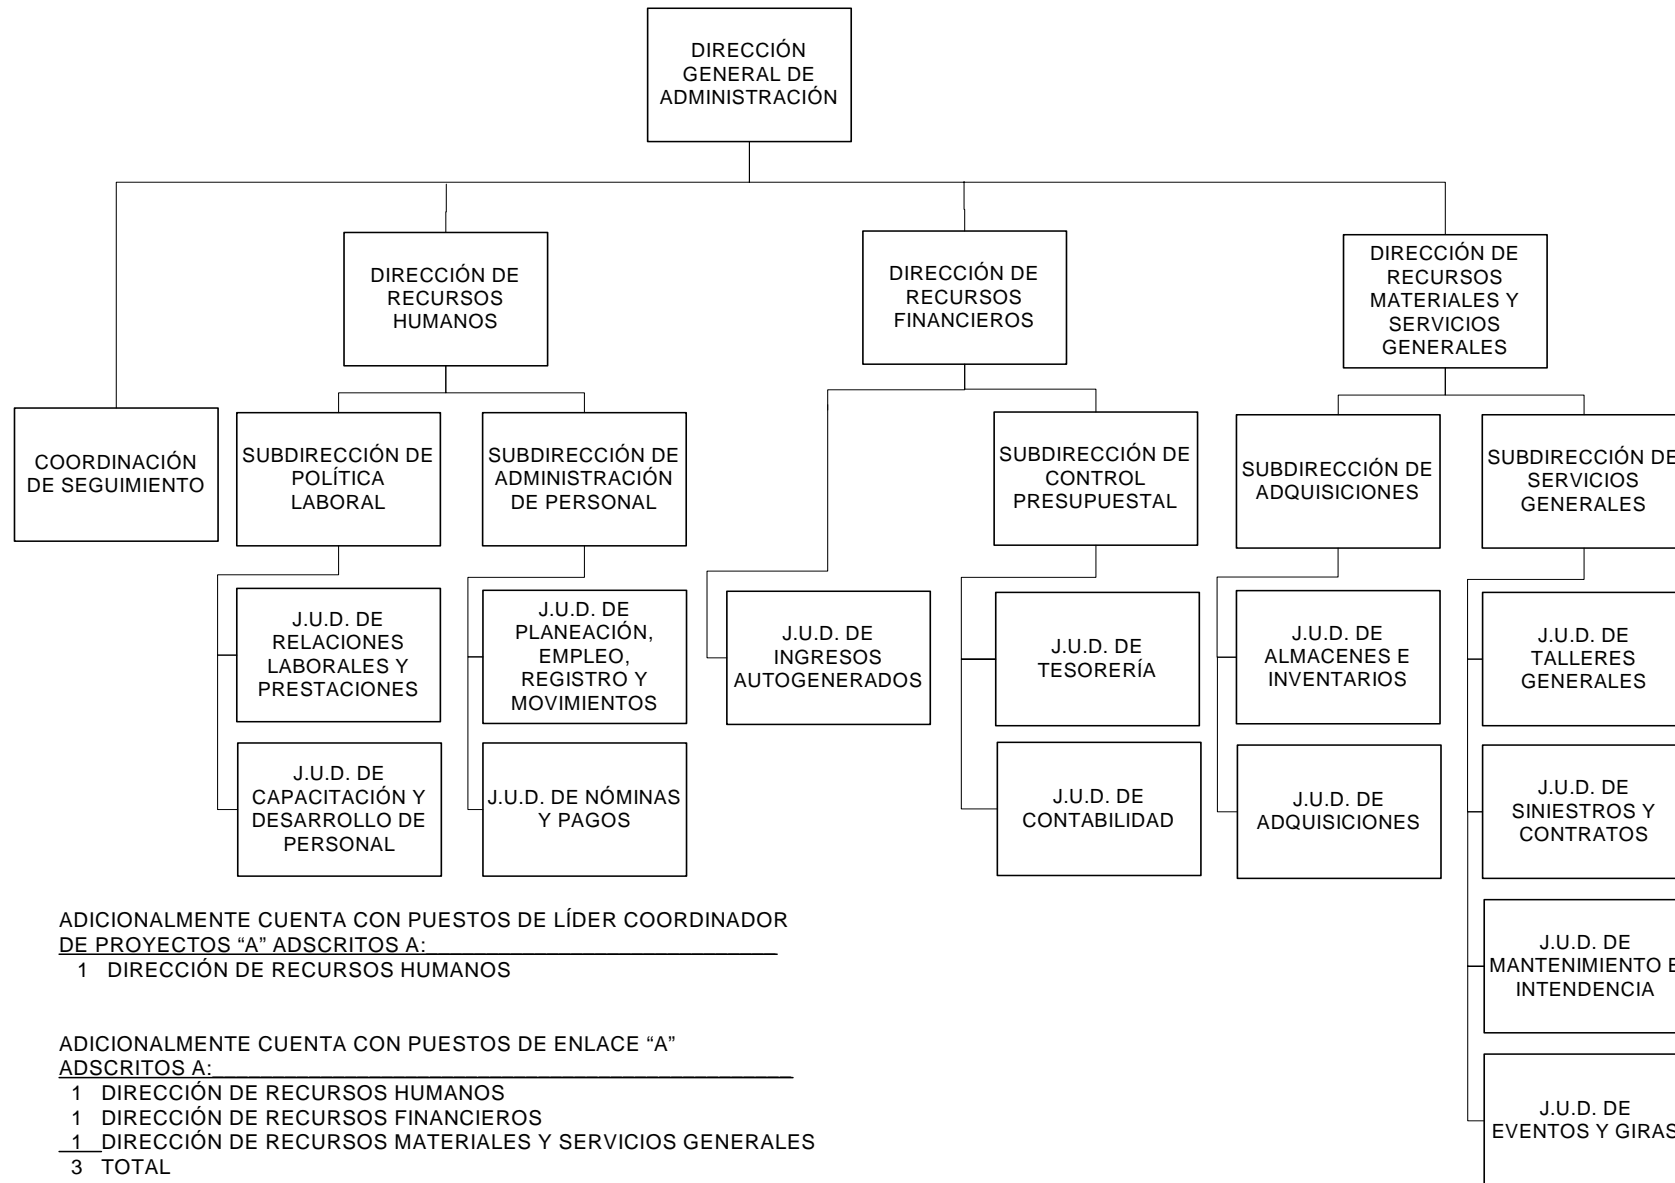 DIRECCIÓN
GENERAL DE
ADMINISTRACIÓN
DIRECCIÓN DE
RECURSOS
HUMANOS
DIRECCIÓN DE
RECURSOS
FINANCIEROS
DIRECCIÓN DE
RECURSOS
MATERIALES Y
SERVICIOS
GENERALES
COORDINACIÓN
DE SEGUIMIENTO
SUBDIRECCIÓN DE
POLÍTICA
LABORAL
SUBDIRECCIÓN DE
ADMINISTRACIÓN
DE PERSONAL
SUBDIRECCIÓN DE
CONTROL
PRESUPUESTAL
SUBDIRECCIÓN DE
ADQUISICIONES
SUBDIRECCIÓN DE
SERVICIOS
GENERALES
J.U.D. DE
RELACIONES
LABORALES Y
PRESTACIONES
J.U.D. DE
PLANEACIÓN,
EMPLEO,
REGISTRO Y
MOVIMIENTOS
J.U.D. DE
INGRESOS
AUTOGENERADOS
J.U.D. DE
TESORERÍA
J.U.D. DE
ALMACENES E
INVENTARIOS
J.U.D. DE
TALLERES
GENERALES
J.U.D. DE
CAPACITACIÓN Y
DESARROLLO DE
PERSONAL
J.U.D. DE NÓMINAS
Y PAGOS
J.U.D. DE
CONTABILIDAD
J.U.D. DE
ADQUISICIONES
J.U.D. DE
SINIESTROS Y
CONTRATOS
J.U.D. DE
MANTENIMIENTO E
INTENDENCIA
J.U.D. DE
EVENTOS Y GIRAS
ADICIONALMENTE CUENTA CON PUESTOS DE LÍDER COORDINADOR
DE PROYECTOS “A” ADSCRITOS A:
1 DIRECCIÓN DE RECURSOS HUMANOS
ADICIONALMENTE CUENTA CON PUESTOS DE ENLACE “A”
ADSCRITOS A:
1 DIRECCIÓN DE RECURSOS HUMANOS
1 DIRECCIÓN DE RECURSOS FINANCIEROS
1 DIRECCIÓN DE RECURSOS MATERIALES Y SERVICIOS GENERALES
3 TOTAL